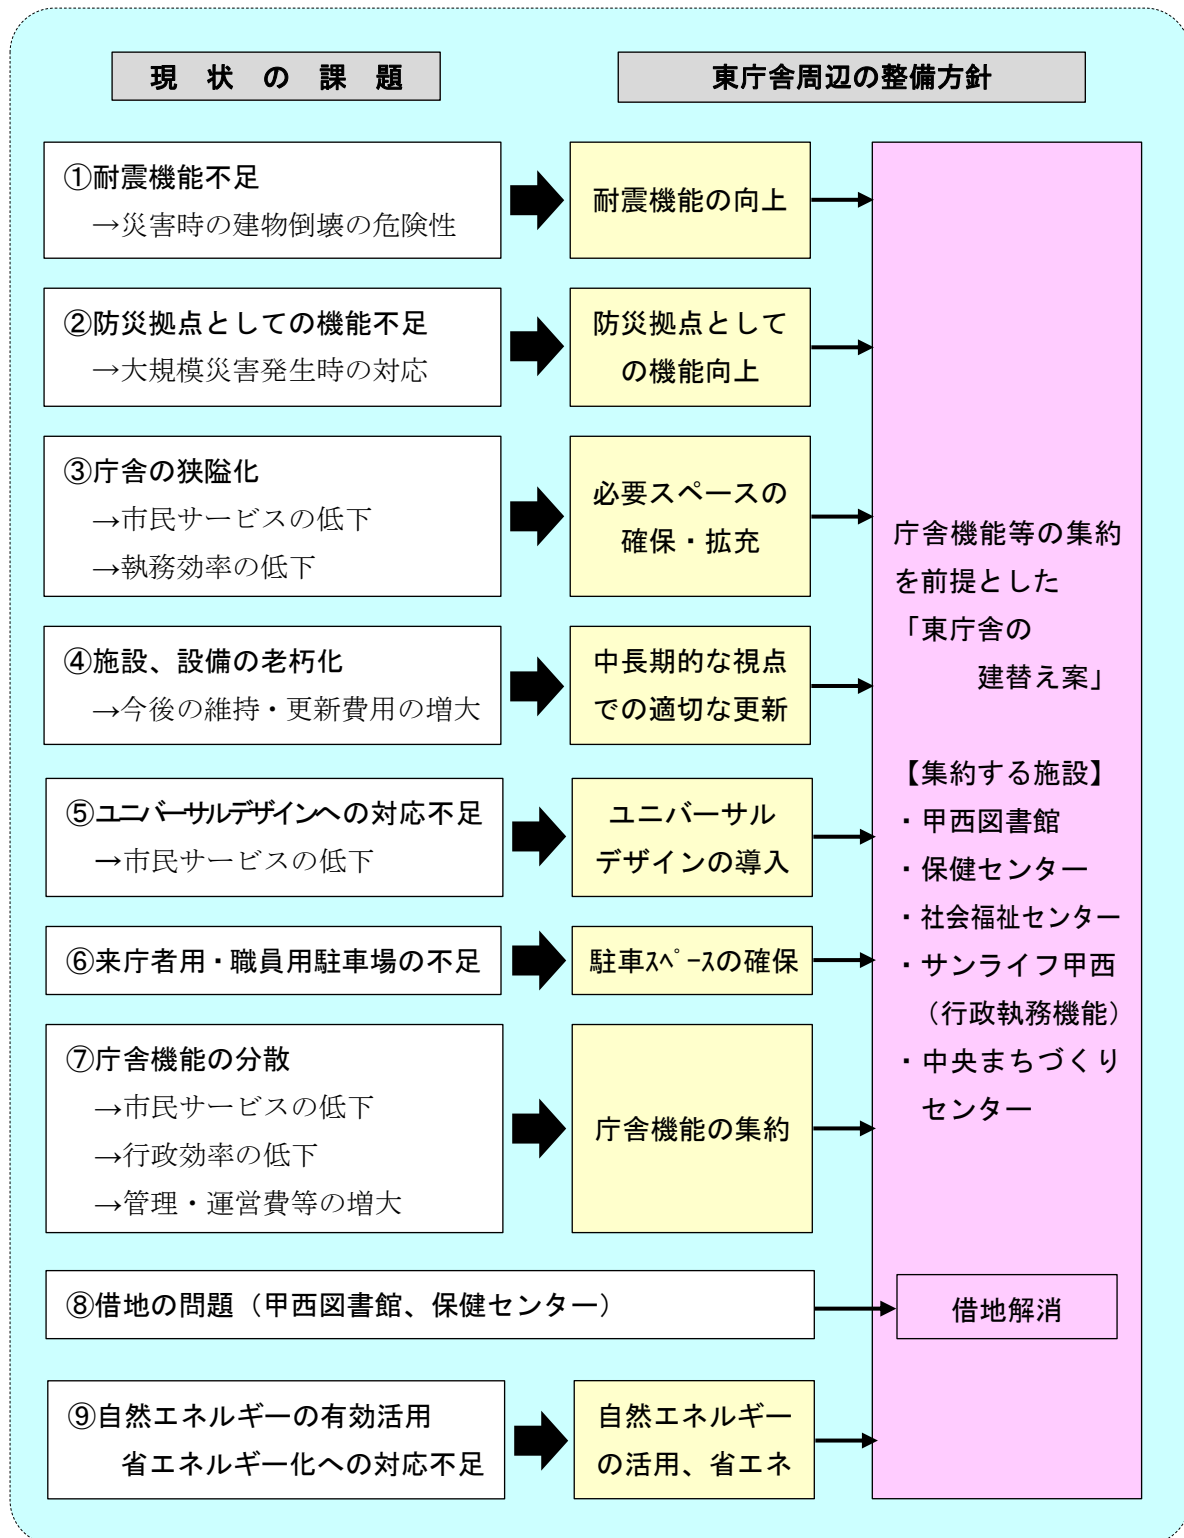 現 状 の 課 題
東庁舎周辺の整備方針
①耐震機能不足
→災害時の建物倒壊の危険性
耐震機能の向上
②防災拠点としての機能不足
→大規模災害発生時の対応
防災拠点として
の機能向上
③庁舎の狭隘化
→市民サービスの低下
→執務効率の低下
必要スペースの
確保・拡充
④施設、設備の老朽化
→今後の維持・更新費用の増大
中長期的な視点
での適切な更新
⑤ユニバーサルデザインへの対応不足
→市民サービスの低下
ユニバーサル
デザインの導入
⑥来庁者用・職員用駐車場の不足
駐車ｽﾍﾟｰｽの確保
⑦庁舎機能の分散
→市民サービスの低下
→行政効率の低下
→管理・運営費等の増大
庁舎機能の集約
⑧借地の問題（甲西図書館、保健センター）
⑨自然エネルギーの有効活用
省エネルギー化への対応不足
自然エネルギー
の活用、省エネ
庁舎機能等の集約
を前提とした
「東庁舎の
建替え案」
【集約する施設】
・甲西図書館
・保健センター
・社会福祉センター
・サンライフ甲西
（行政執務機能）
・中央まちづくり
センター
借地解消